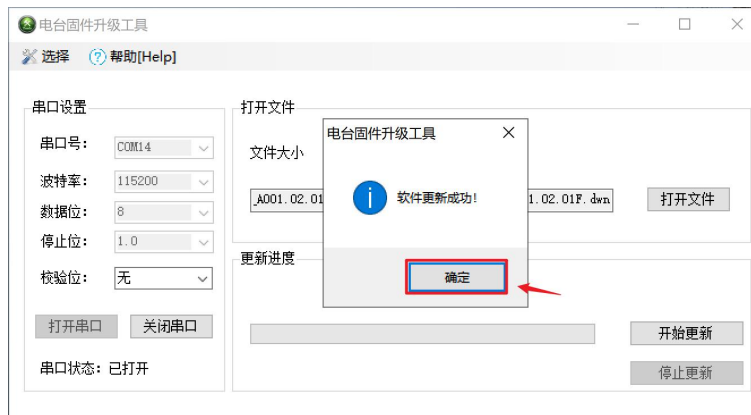 电台固件升级工具
选择 帮助[Help]
串口设置
串口号: COM14
波特率: 115200
数据位: 8
停止位: 1.0
校验位: 无
打开串口 关闭串口
串口状态: 已打开
打开文件
文件大小
_A001.02.01
1.02.01F.dwn
打开文件
电台固件升级工具
软件更新成功!
确定
更新进度
开始更新
停止更新